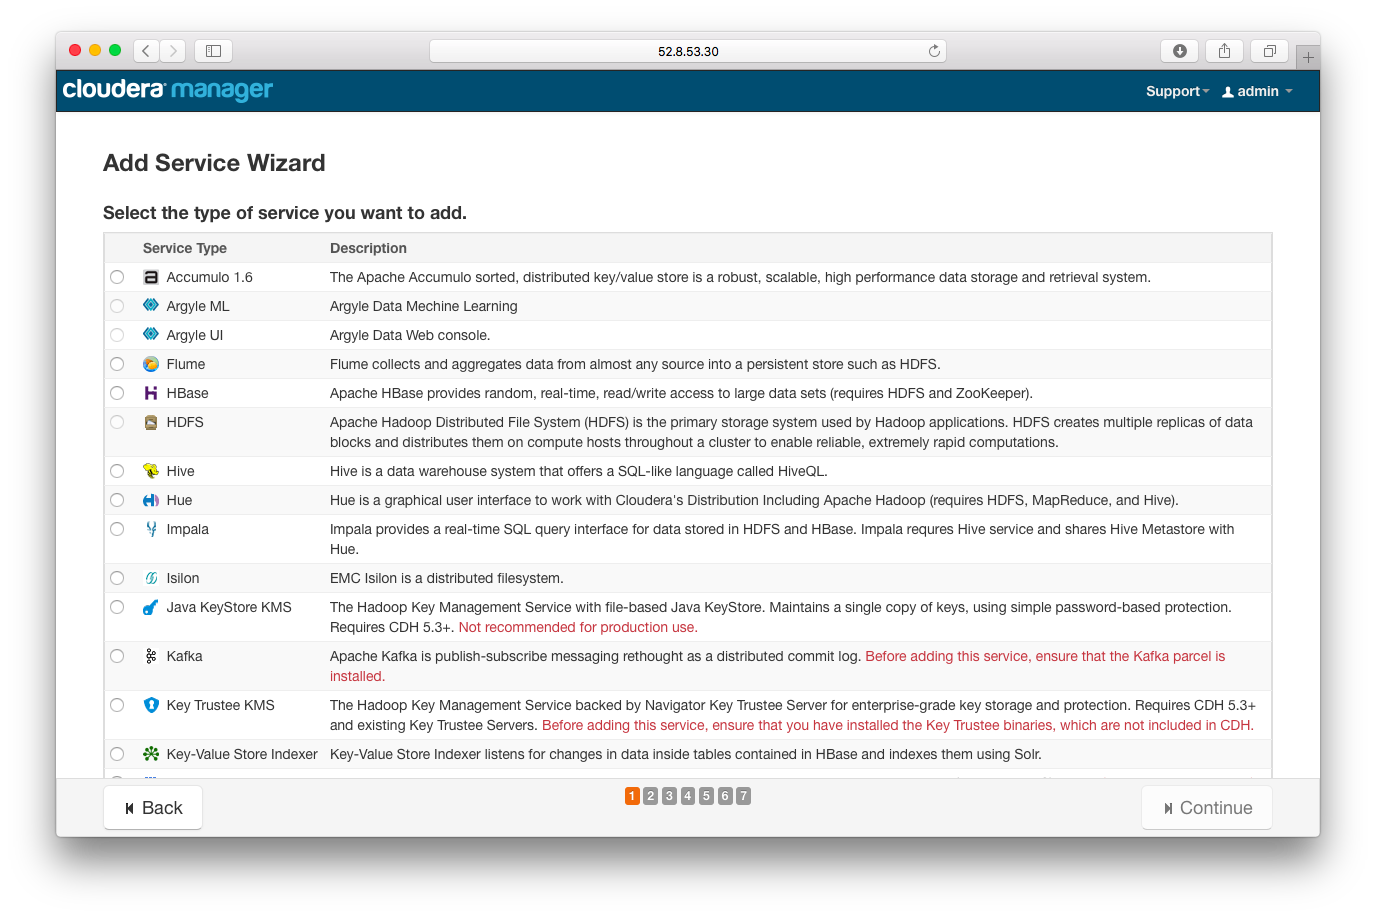 52.8.53.30
cloudera manager
Support
admin
Add Service Wizard
Select the type of service you want to add.
Service Type Description
Accumulo 1.6 The Apache Accumulo sorted, distributed key/value store is a robust, scalable, high performance data storage and retrieval system.
Argyle ML Argyle Data Mechine Learning
Argyle UI Argyle Data Web console.
Flume Flume collects and aggregates data from almost any source into a persistent store such as HDFS.
HBase Apache HBase provides random, real-time, read/write access to large data sets (requires HDFS and ZooKeeper).
HDFS Apache Hadoop Distributed File System (HDFS) is the primary storage system used by Hadoop applications. HDFS creates multiple replicas of data
blocks and distributes them on compute hosts throughout a cluster to enable reliable, extremely rapid computations.
Hive Hive is a data warehouse system that offers a SQL-like language called HiveQL.
Hue Hue is a graphical user interface to work with Cloudera's Distribution Including Apache Hadoop (requires HDFS, MapReduce, and Hive).
Impala Impala provides a real-time SQL query interface for data stored in HDFS and HBase. Impala requres Hive service and shares Hive Metastore with
Hue.
Isilon EMC Isilon is a distributed filesystem.
Java KeyStore KMS The Hadoop Key Management Service with file-based Java KeyStore. Maintains a single copy of keys, using simple password-based protection.
Requires CDH 5.3+. Not recommended for production use.
Kafka Apache Kafka is publish-subscribe messaging rethought as a distributed commit log. Before adding this service, ensure that the Kafka parcel is
installed.
Key Trustee KMS The Hadoop Key Management Service backed by Navigator Key Trustee Server for enterprise-grade key storage and protection. Requires CDH 5.3+
and existing Key Trustee Servers. Before adding this service, ensure that you have installed the Key Trustee binaries, which are not included in CDH.
Key-Value Store Indexer Key-Value Store Indexer listens for changes in data inside tables contained in HBase and indexes them using Solr.
Back
1 2 3 4 5 6 7
Continue